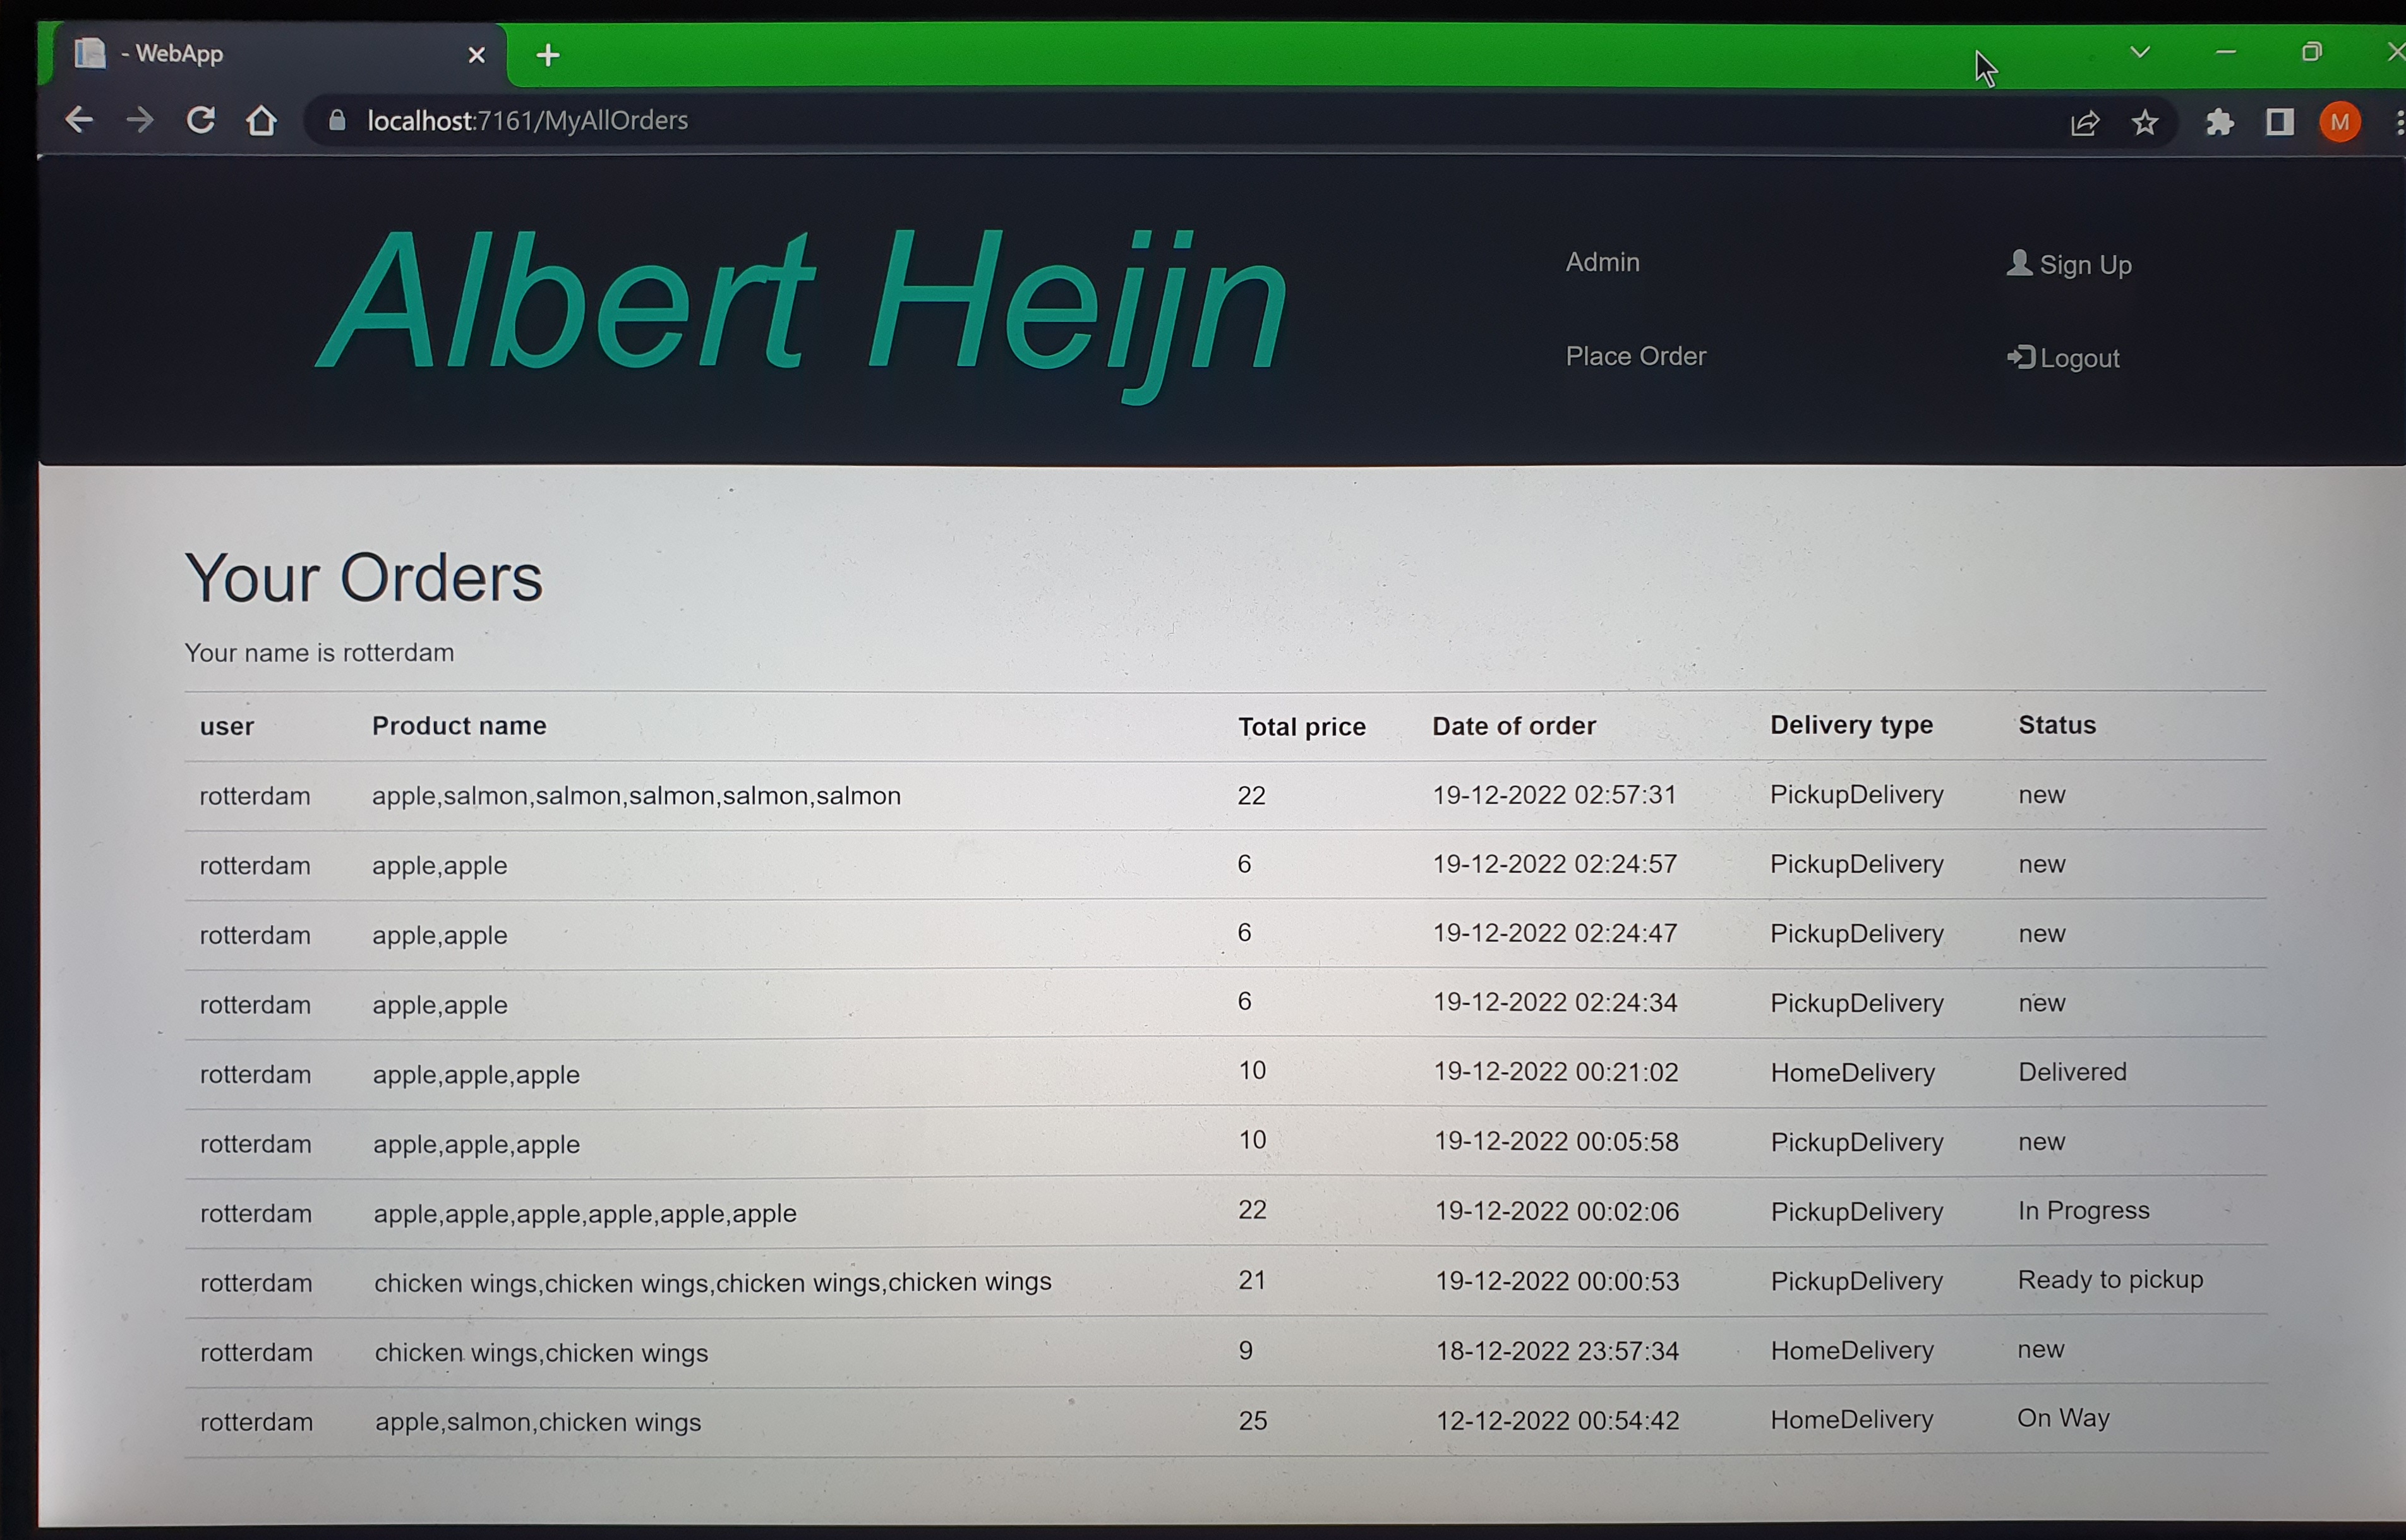 - WebApp
localhost:7161/MyAllOrders
M
Albert Heijn
Admin
Sign Up
Place Order
Logout
Your Orders
Your name is rotterdam
user Product name Total price Date of order Delivery type Status
rotterdam apple,salmon,salmon,salmon,salmon,salmon 22 19-12-2022 02:57:31 PickupDelivery new
rotterdam apple,apple 6 19-12-2022 02:24:57 PickupDelivery new
rotterdam apple,apple 6 19-12-2022 02:24:47 PickupDelivery new
rotterdam apple,apple 6 19-12-2022 02:24:34 PickupDelivery new
rotterdam apple,apple,apple 10 19-12-2022 00:21:02 HomeDelivery Delivered
rotterdam apple,apple,apple 10 19-12-2022 00:05:58 PickupDelivery new
rotterdam apple,apple,apple,apple,apple,apple 22 19-12-2022 00:02:06 PickupDelivery In Progress
rotterdam chicken wings,chicken wings,chicken wings,chicken wings 21 19-12-2022 00:00:53 PickupDelivery Ready to pickup
rotterdam chicken wings,chicken wings 9 18-12-2022 23:57:34 HomeDelivery new
rotterdam apple,salmon,chicken wings 25 12-12-2022 00:54:42 HomeDelivery On Way